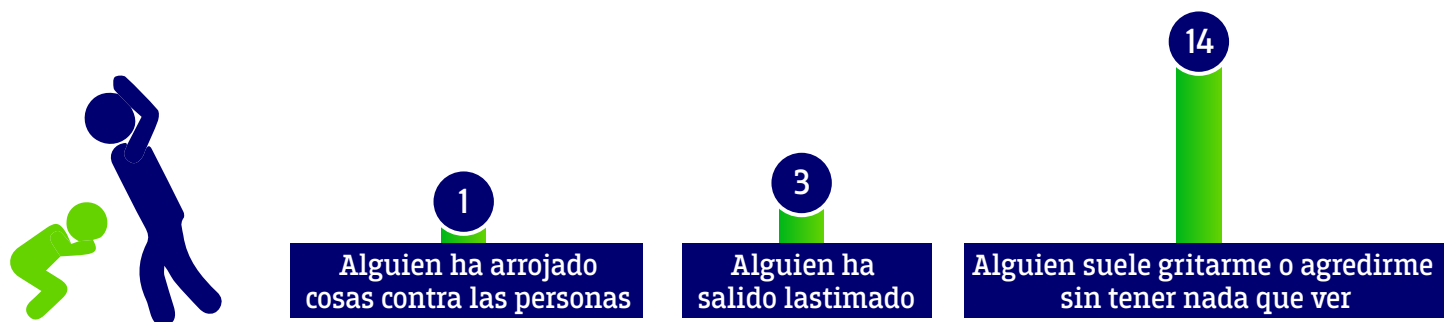 1
Alguien ha arrojado
cosas contra las personas
3
Alguien ha
salido lastimado
14
Alguien suele gritarme o agredirme
sin tener nada que ver